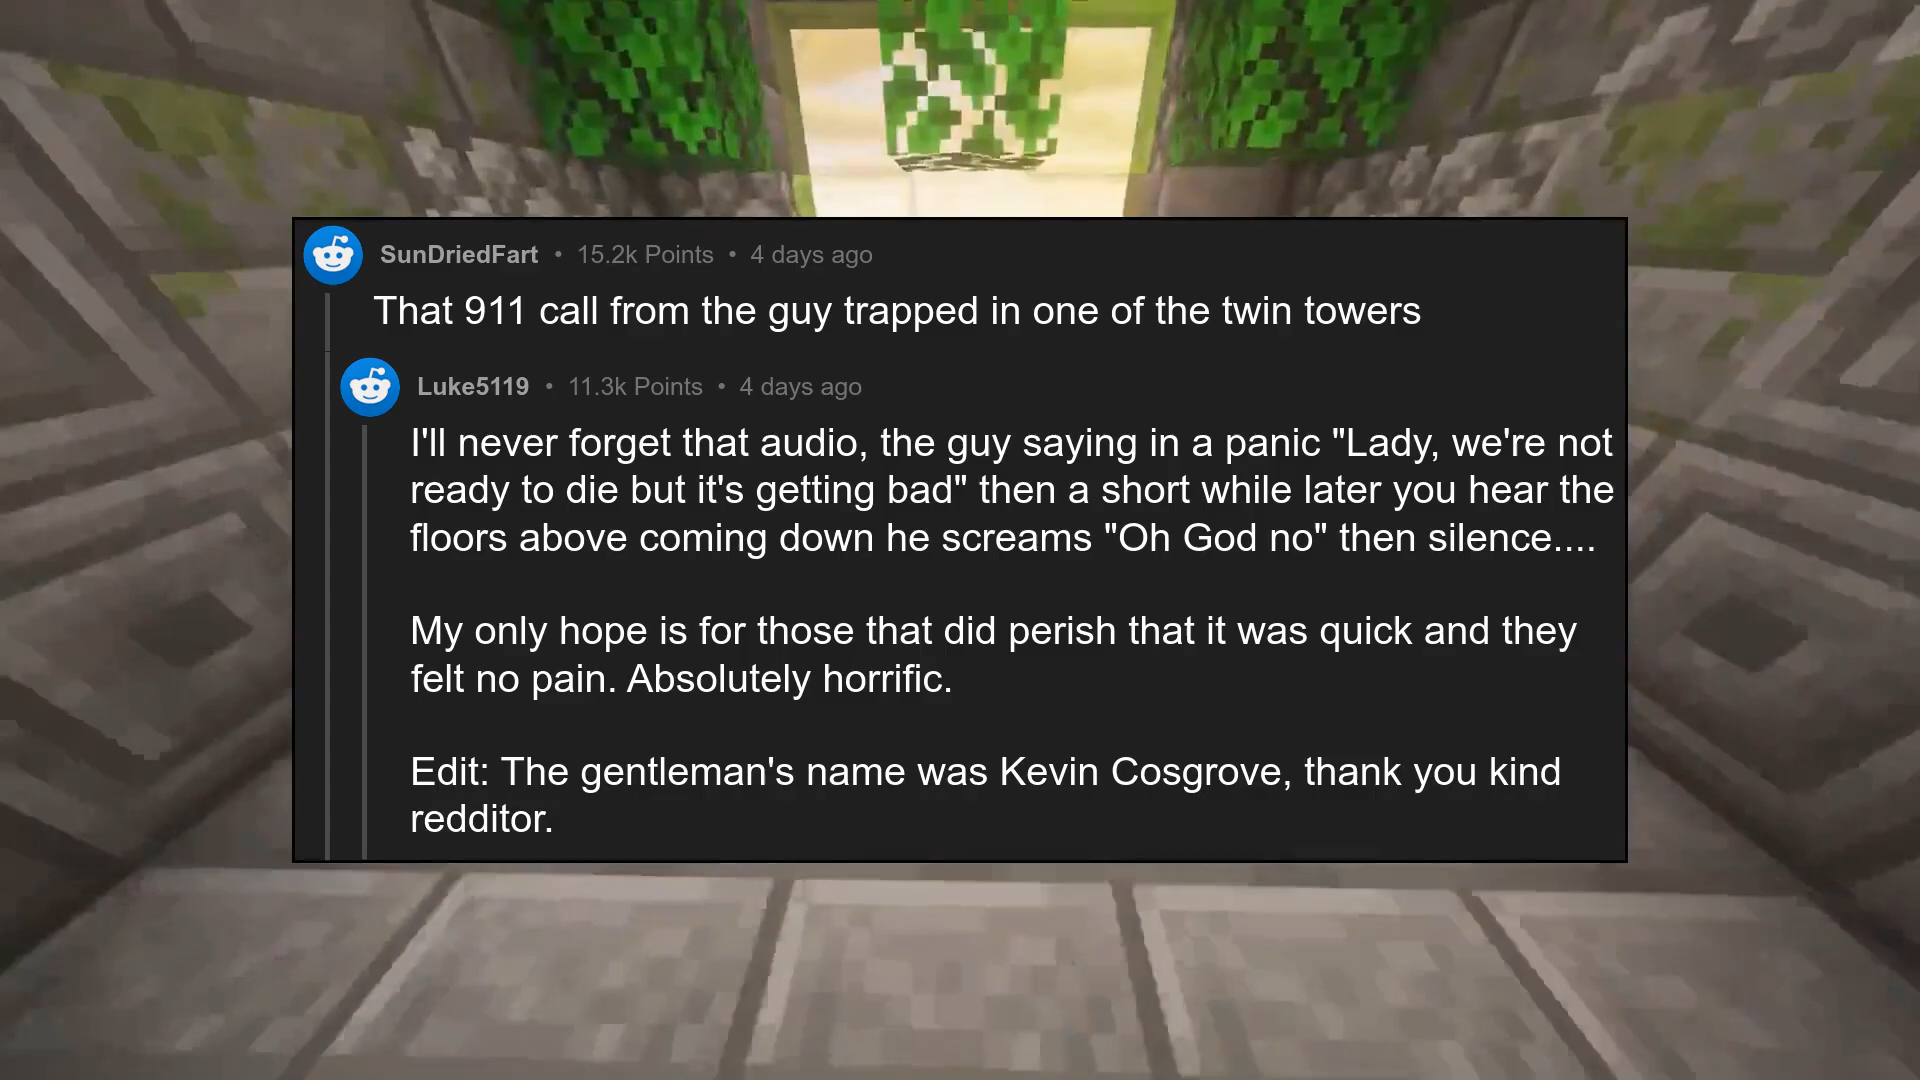 SunDriedFart • 15.2k Points • 4 days ago
That 911 call from the guy trapped in one of the twin towers
Luke5119 • 11.3k Points • 4 days ago
I'll never forget that audio, the guy saying in a panic "Lady, we're not
ready to die but it's getting bad" then a short while later you hear the
floors above coming down he screams "Oh God no" then silence....
My only hope is for those that did perish that it was quick and they
felt no pain. Absolutely horrific.
Edit: The gentleman's name was Kevin Cosgrove, thank you kind
redditor.